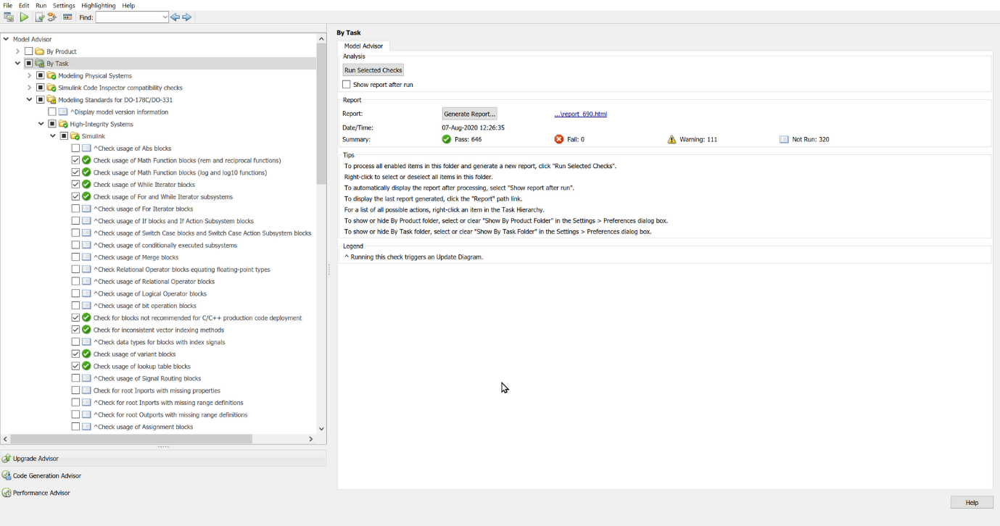 File Edit Run Settings Highlighting Help
Find:
Model Advisor
By Product
By Task
Modeling Physical Systems
Simulink Code Inspector compatibility checks
Modeling Standards for DO-178C/DO-331
^Display model version information
High-Integrity Systems
Simulink
^Check usage of Abs blocks
Check usage of Math Function blocks (rem and reciprocal functions)
Check usage of Math Function blocks (log and log10 functions)
Check usage of While Iterator blocks
Check usage of For and While Iterator subsystems
^Check usage of For Iterator blocks
^Check usage of If blocks and If Action Subsystem blocks
^Check usage of Switch Case blocks and Switch Case Action Subsystem blocks
^Check usage of conditionally executed subsystems
^Check usage of Merge blocks
^Check Relational Operator blocks equating floating-point types
^Check usage of Relational Operator blocks
^Check usage of Logical Operator blocks
^Check usage of bit operation blocks
Check for blocks not recommended for C/C++ production code deployment
Check for inconsistent vector indexing methods
^Check data types for blocks with index signals
Check usage of variant blocks
Check usage of lookup table blocks
^Check usage of Signal Routing blocks
Check for root Inports with missing properties
^Check for root Inports with missing range definitions
^Check for root Outports with missing range definitions
^Check usage of Assignment blocks
Upgrade Advisor
Code Generation Advisor
Performance Advisor
By Task
Model Advisor
Analysis
Run Selected Checks
Show report after run
Report
Report: Generate Report... ...\report_690.html
Date/Time: 07-Aug-2020 12:26:35
Summary: Pass: 646 Fail: 0 Warning: 111 Not Run: 320
Tips
To process all enabled items in this folder and generate a new report, click "Run Selected Checks".
Right-click to select or deselect all items in this folder.
To automatically display the report after processing, select "Show report after run".
To display the last report generated, click the "Report" path link.
For a list of all possible actions, right-click an item in the Task Hierarchy.
To show or hide By Product folder, select or clear "Show By Product Folder" in the Settings > Preferences dialog box.
To show or hide By Task folder, select or clear "Show By Task Folder" in the Settings > Preferences dialog box.
Legend
^ Running this check triggers an Update Diagram.
Help